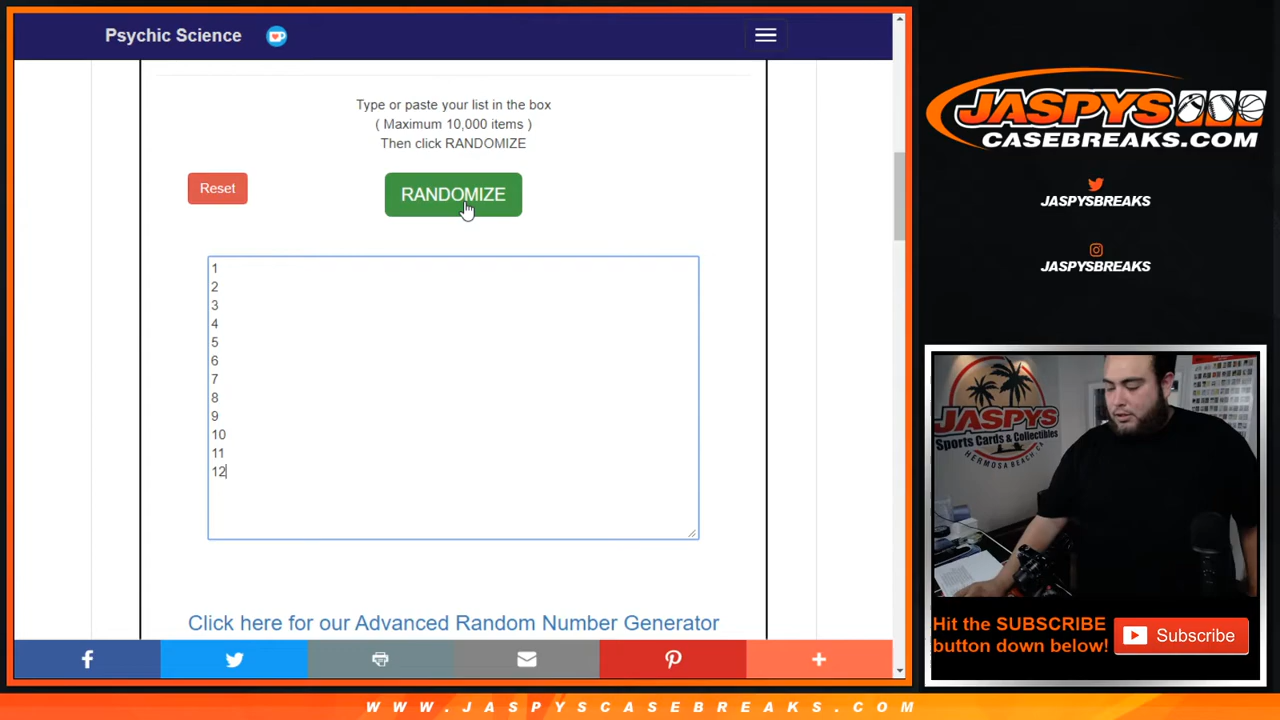 Psychic Science
Type or paste your list in the box
( Maximum 10,000 items )
Then click RANDOMIZE
Reset
RANDOMIZE
1
2
3
4
5
6
7
8
9
10
11
12
Click here for our Advanced Random Number Generator
JASPYS
CASEBREAKS.COM
JASPYSBREAKS
JASPYSBREAKS
JASPYS
Sports Cards & Collectibles
HERMOSA BEACH CA
Hit the SUBSCRIBE
button down below!
Subscribe
WWW.JASPYSCASEBREAKS.COM